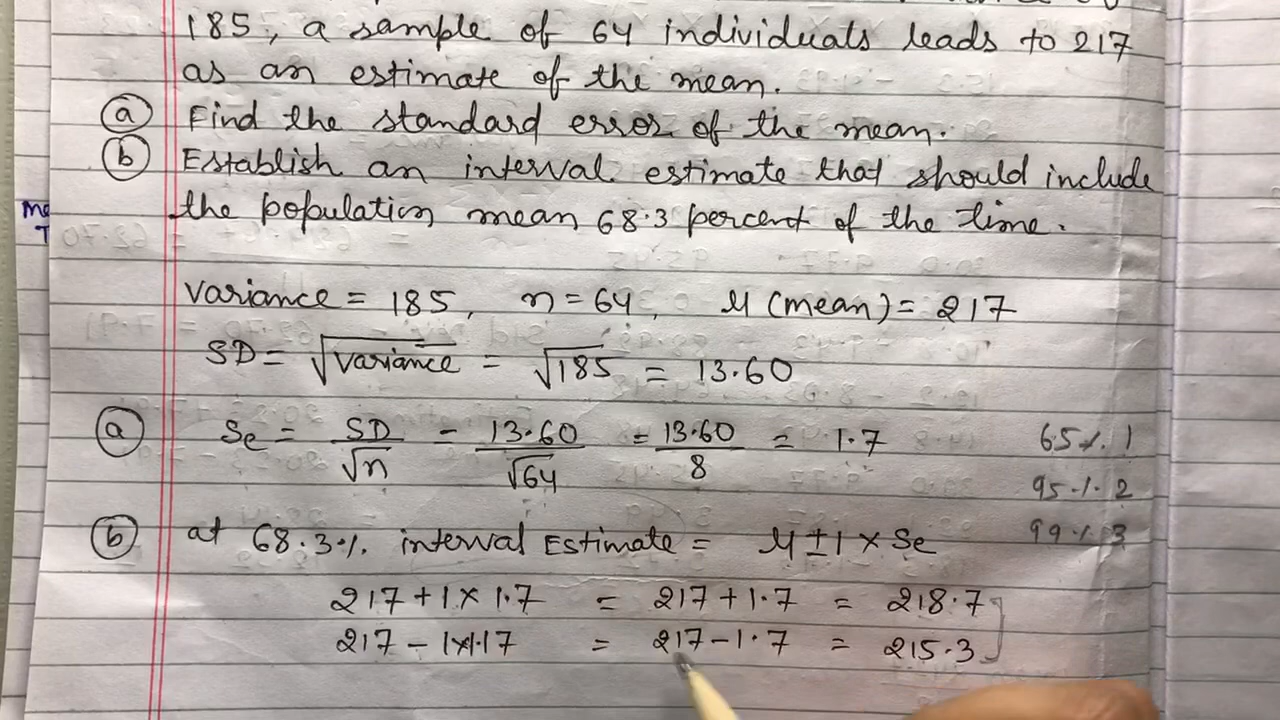 185, a sample of 64 individuals leads to 217
as an estimate of the mean.
(a) Find the standard error of the mean.
(b) Establish an interval estimate that should include
the population mean 68.3 percent of the time.
Variance = 185, n = 64, M (mean) = 217
SD = √variance = √185 = 13.60
(a) Se = SD/√n = 13.60/√64 = 13.60/8 = 1.7
65% 1
95% 2
99% 3
(b) at 68.3% interval Estimate = M ± 1 × Se
217 + 1 × 1.7 = 217 + 1.7 = 218.7
217 - 1×1.17 = 217 - 1.7 = 215.3